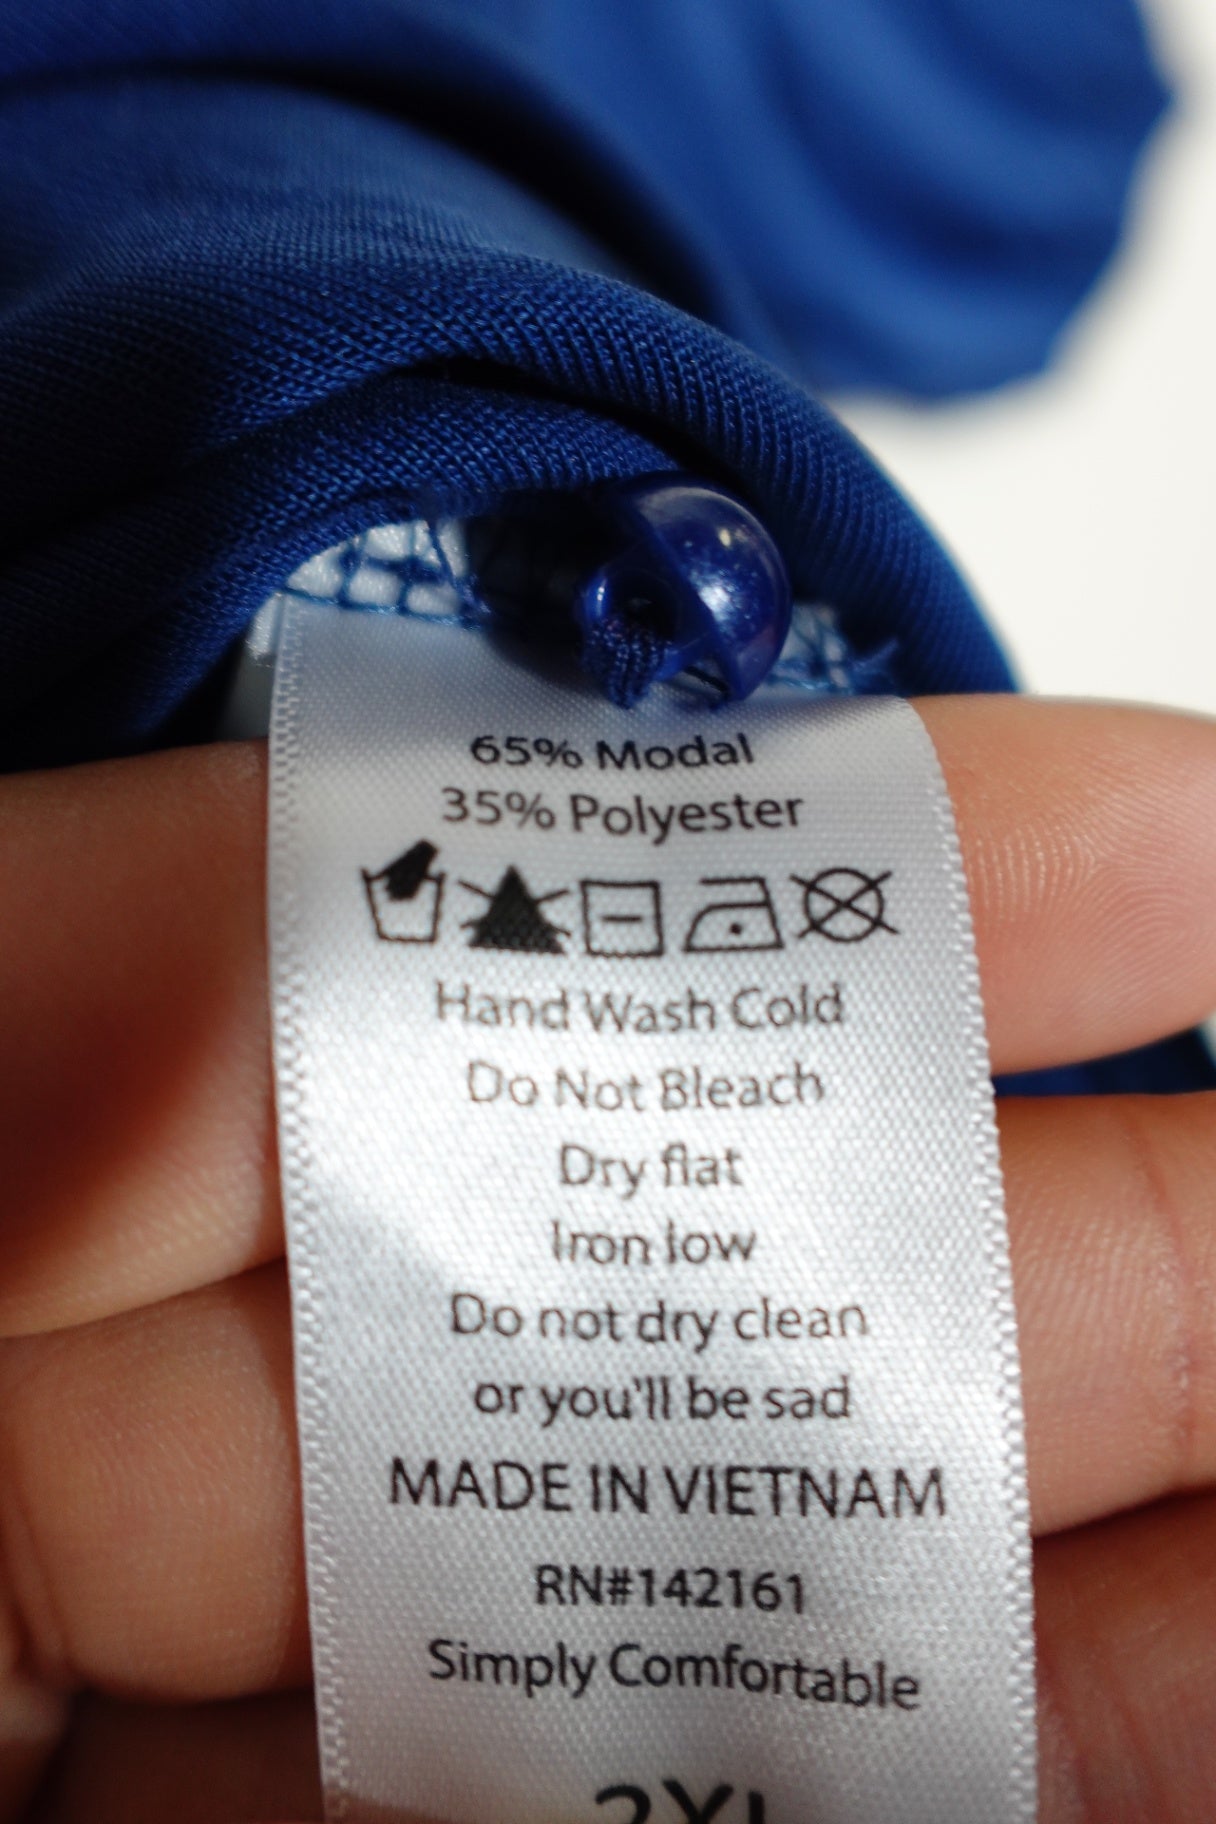 65% Modal
35% Polyester
Hand Wash Cold
Do Not Bleach
Dry flat
Iron low
Do not dry clean
or you'll be sad
MADE IN VIETNAM
RN#142161
Simply Comfortable
2XL